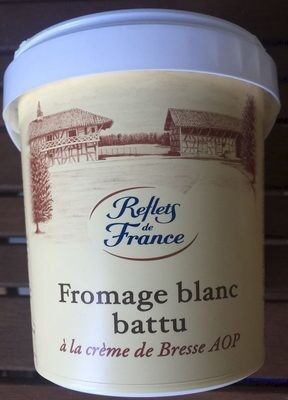 Reflets
de
France
Fromage blanc
battu
à la crème de Bresse AOP